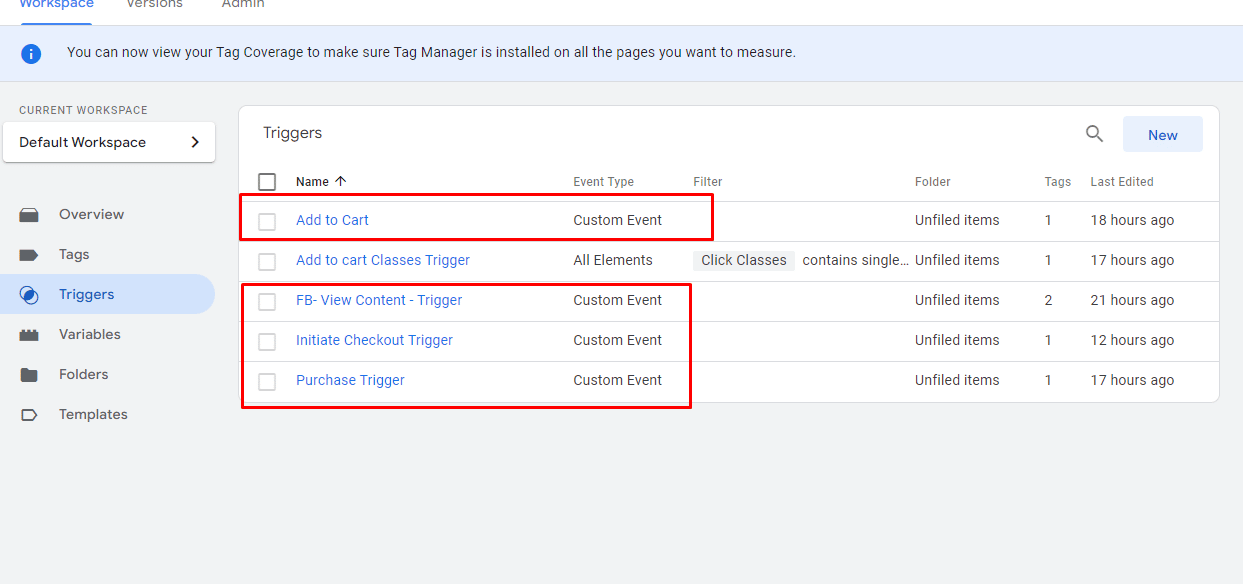 Workspace Versions Admin
You can now view your Tag Coverage to make sure Tag Manager is installed on all the pages you want to measure.
CURRENT WORKSPACE
Default Workspace
Overview
Tags
Triggers
Variables
Folders
Templates
Triggers
New
Name Event Type Filter Folder Tags Last Edited
Add to Cart Custom Event Unfiled items 1 18 hours ago
Add to cart Classes Trigger All Elements Click Classes contains single... Unfiled items 1 17 hours ago
FB- View Content - Trigger Custom Event Unfiled items 2 21 hours ago
Initiate Checkout Trigger Custom Event Unfiled items 1 12 hours ago
Purchase Trigger Custom Event Unfiled items 1 17 hours ago